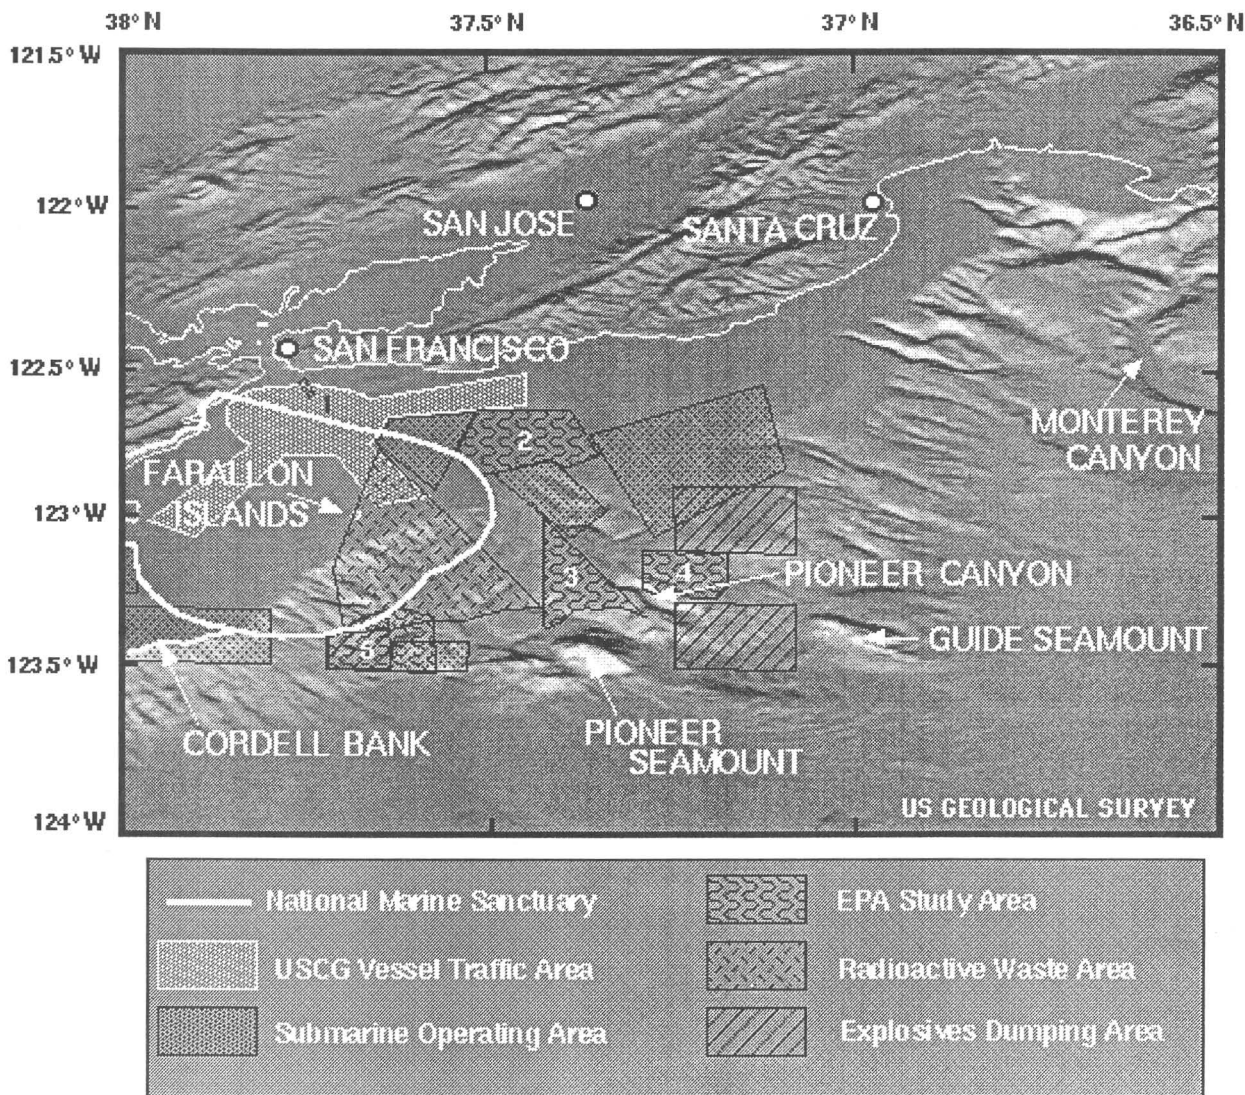 38° N
37.5° N
37° N
36.5° N
121.5° W
122° W
122.5° W
123° W
123.5° W
124° W
SAN JOSE
SANTA CRUZ
SAN FRANCISCO
1
2
MONTEREY
CANYON
FARALLON
ISLANDS
3
4
PIONEER CANYON
5
GUIDE SEAMOUNT
CORDELL BANK
PIONEER
SEAMOUNT
US GEOLOGICAL SURVEY
National Marine Sanctuary
EPA Study Area
USCG Vessel Traffic Area
Radioactive Waste Area
Submarine Operating Area
Explosives Dumping Area